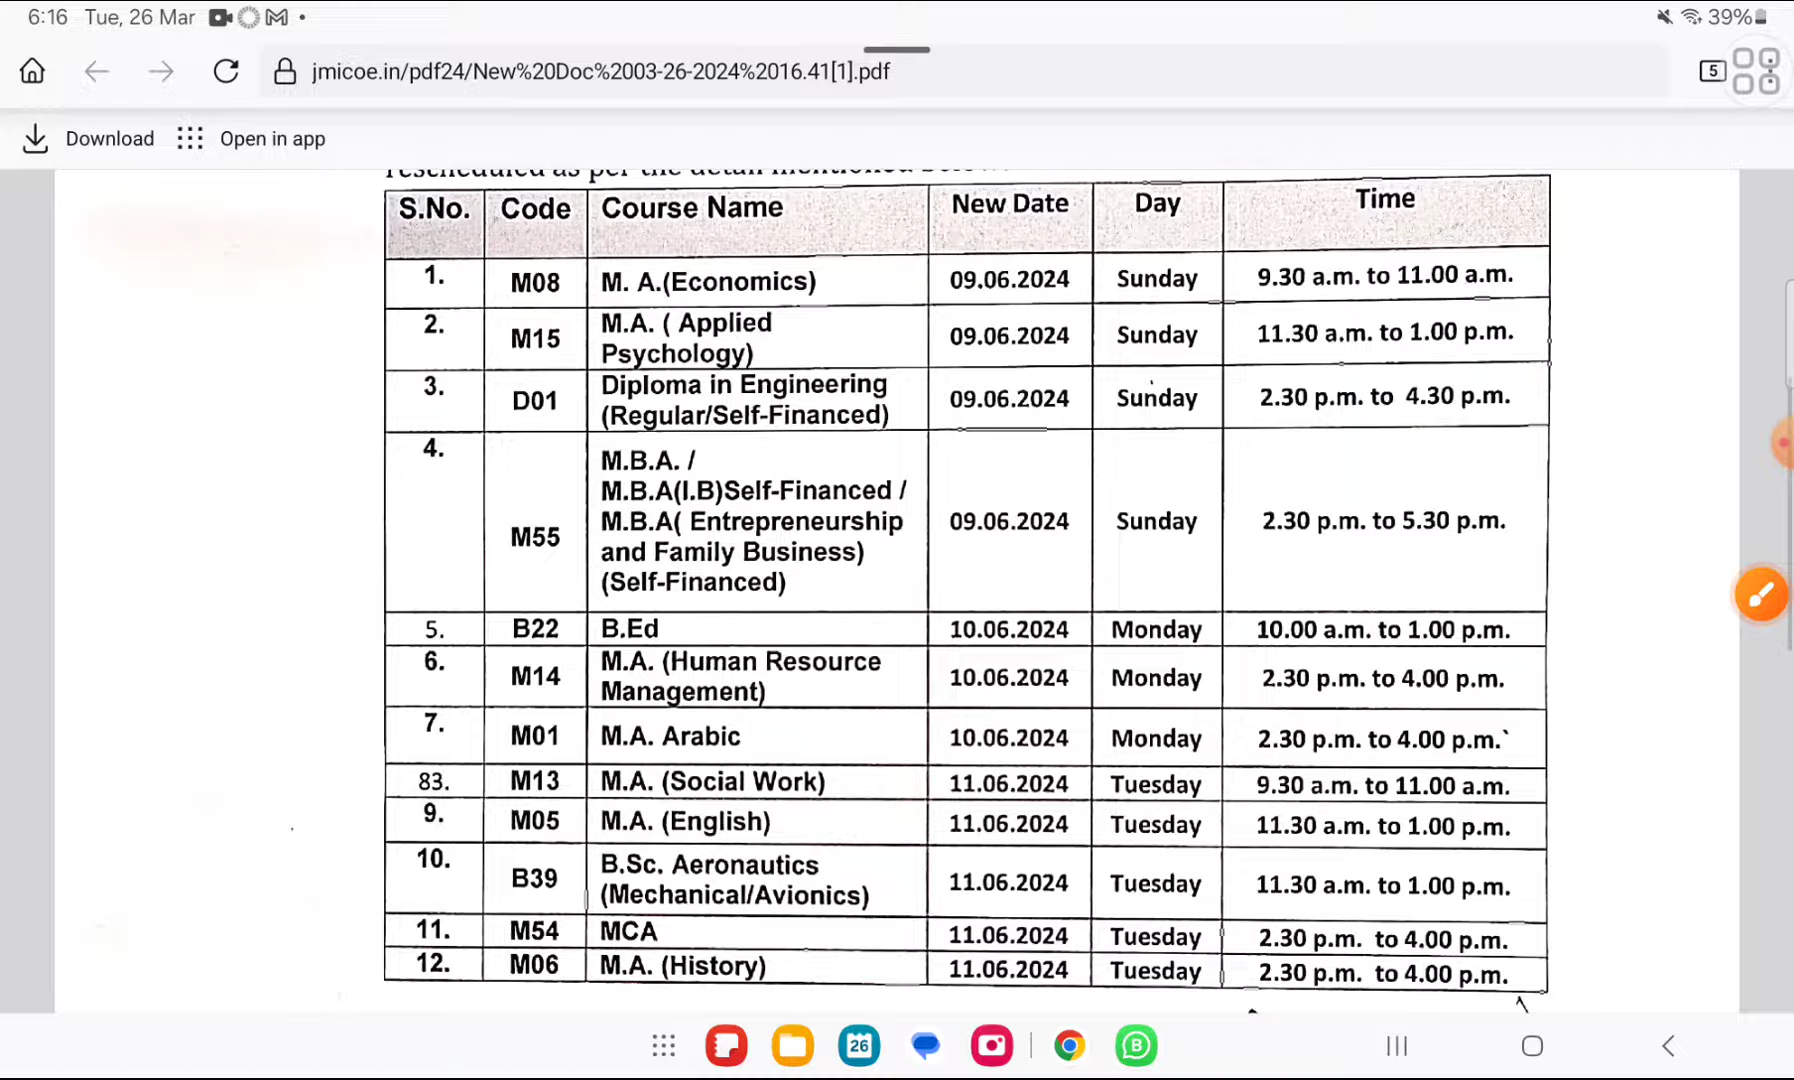 6:16 Tue, 26 Mar
39%
jmicoe.in/pdf24/New%20Doc%2003-26-2024%2016.41[1].pdf
5
Download Open in app
rescheduled as per the detail mentioned below
S.No. Code Course Name New Date Day Time
1. M08 M. A.(Economics) 09.06.2024 Sunday 9.30 a.m. to 11.00 a.m.
2. M15 M.A. ( Applied
Psychology) 09.06.2024 Sunday 11.30 a.m. to 1.00 p.m.
3. D01 Diploma in Engineering
(Regular/Self-Financed) 09.06.2024 Sunday 2.30 p.m. to 4.30 p.m.
4. M55 M.B.A. /
M.B.A(I.B)Self-Financed /
M.B.A( Entrepreneurship
and Family Business)
(Self-Financed) 09.06.2024 Sunday 2.30 p.m. to 5.30 p.m.
5. B22 B.Ed 10.06.2024 Monday 10.00 a.m. to 1.00 p.m.
6. M14 M.A. (Human Resource
Management) 10.06.2024 Monday 2.30 p.m. to 4.00 p.m.
7. M01 M.A. Arabic 10.06.2024 Monday 2.30 p.m. to 4.00 p.m.
83. M13 M.A. (Social Work) 11.06.2024 Tuesday 9.30 a.m. to 11.00 a.m.
9. M05 M.A. (English) 11.06.2024 Tuesday 11.30 a.m. to 1.00 p.m.
10. B39 B.Sc. Aeronautics
(Mechanical/Avionics) 11.06.2024 Tuesday 11.30 a.m. to 1.00 p.m.
11. M54 MCA 11.06.2024 Tuesday 2.30 p.m. to 4.00 p.m.
12. M06 M.A. (History) 11.06.2024 Tuesday 2.30 p.m. to 4.00 p.m.
26
B